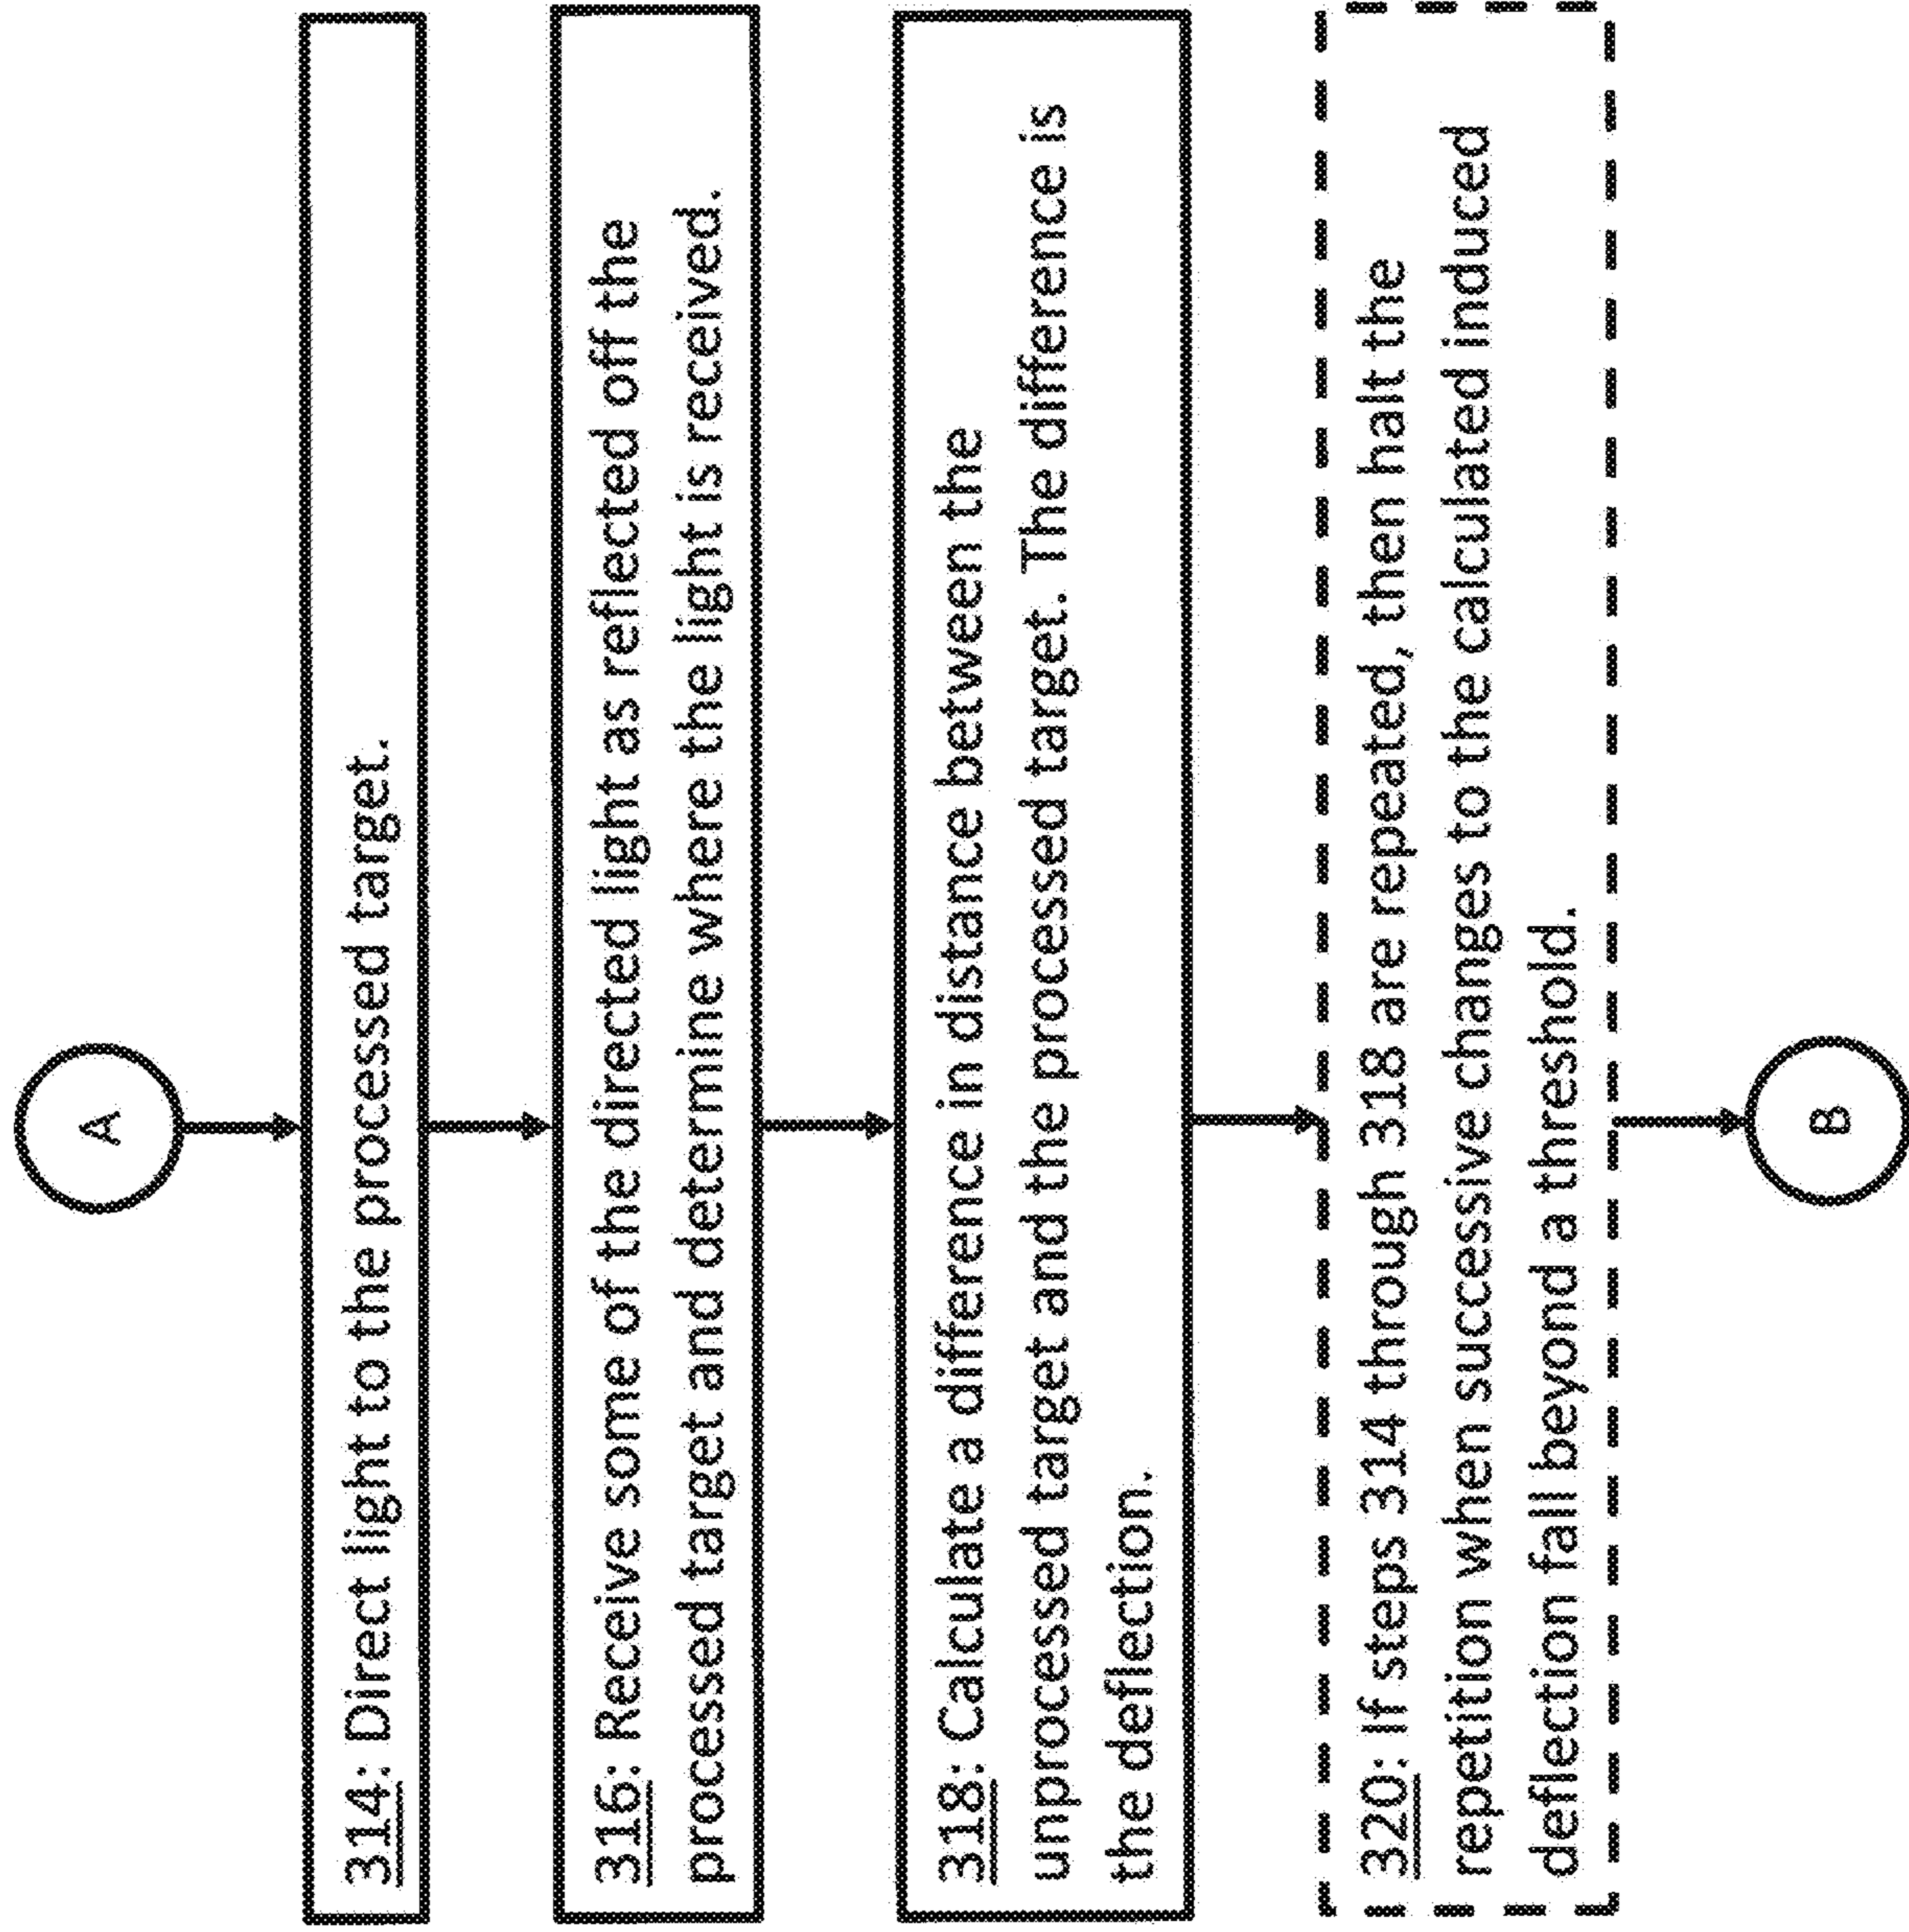 A
314: Direct light to the processed target.
316: Receive some of the directed light as reflected off the
processed target and determine where the light is received.
318: Calculate a difference in distance between the
unprocessed target and the processed target. The difference is
the deflection.
320: If steps 314 through 318 are repeated, then halt the
repetition when successive changes to the calculated induced
deflection fall beyond a threshold.
B